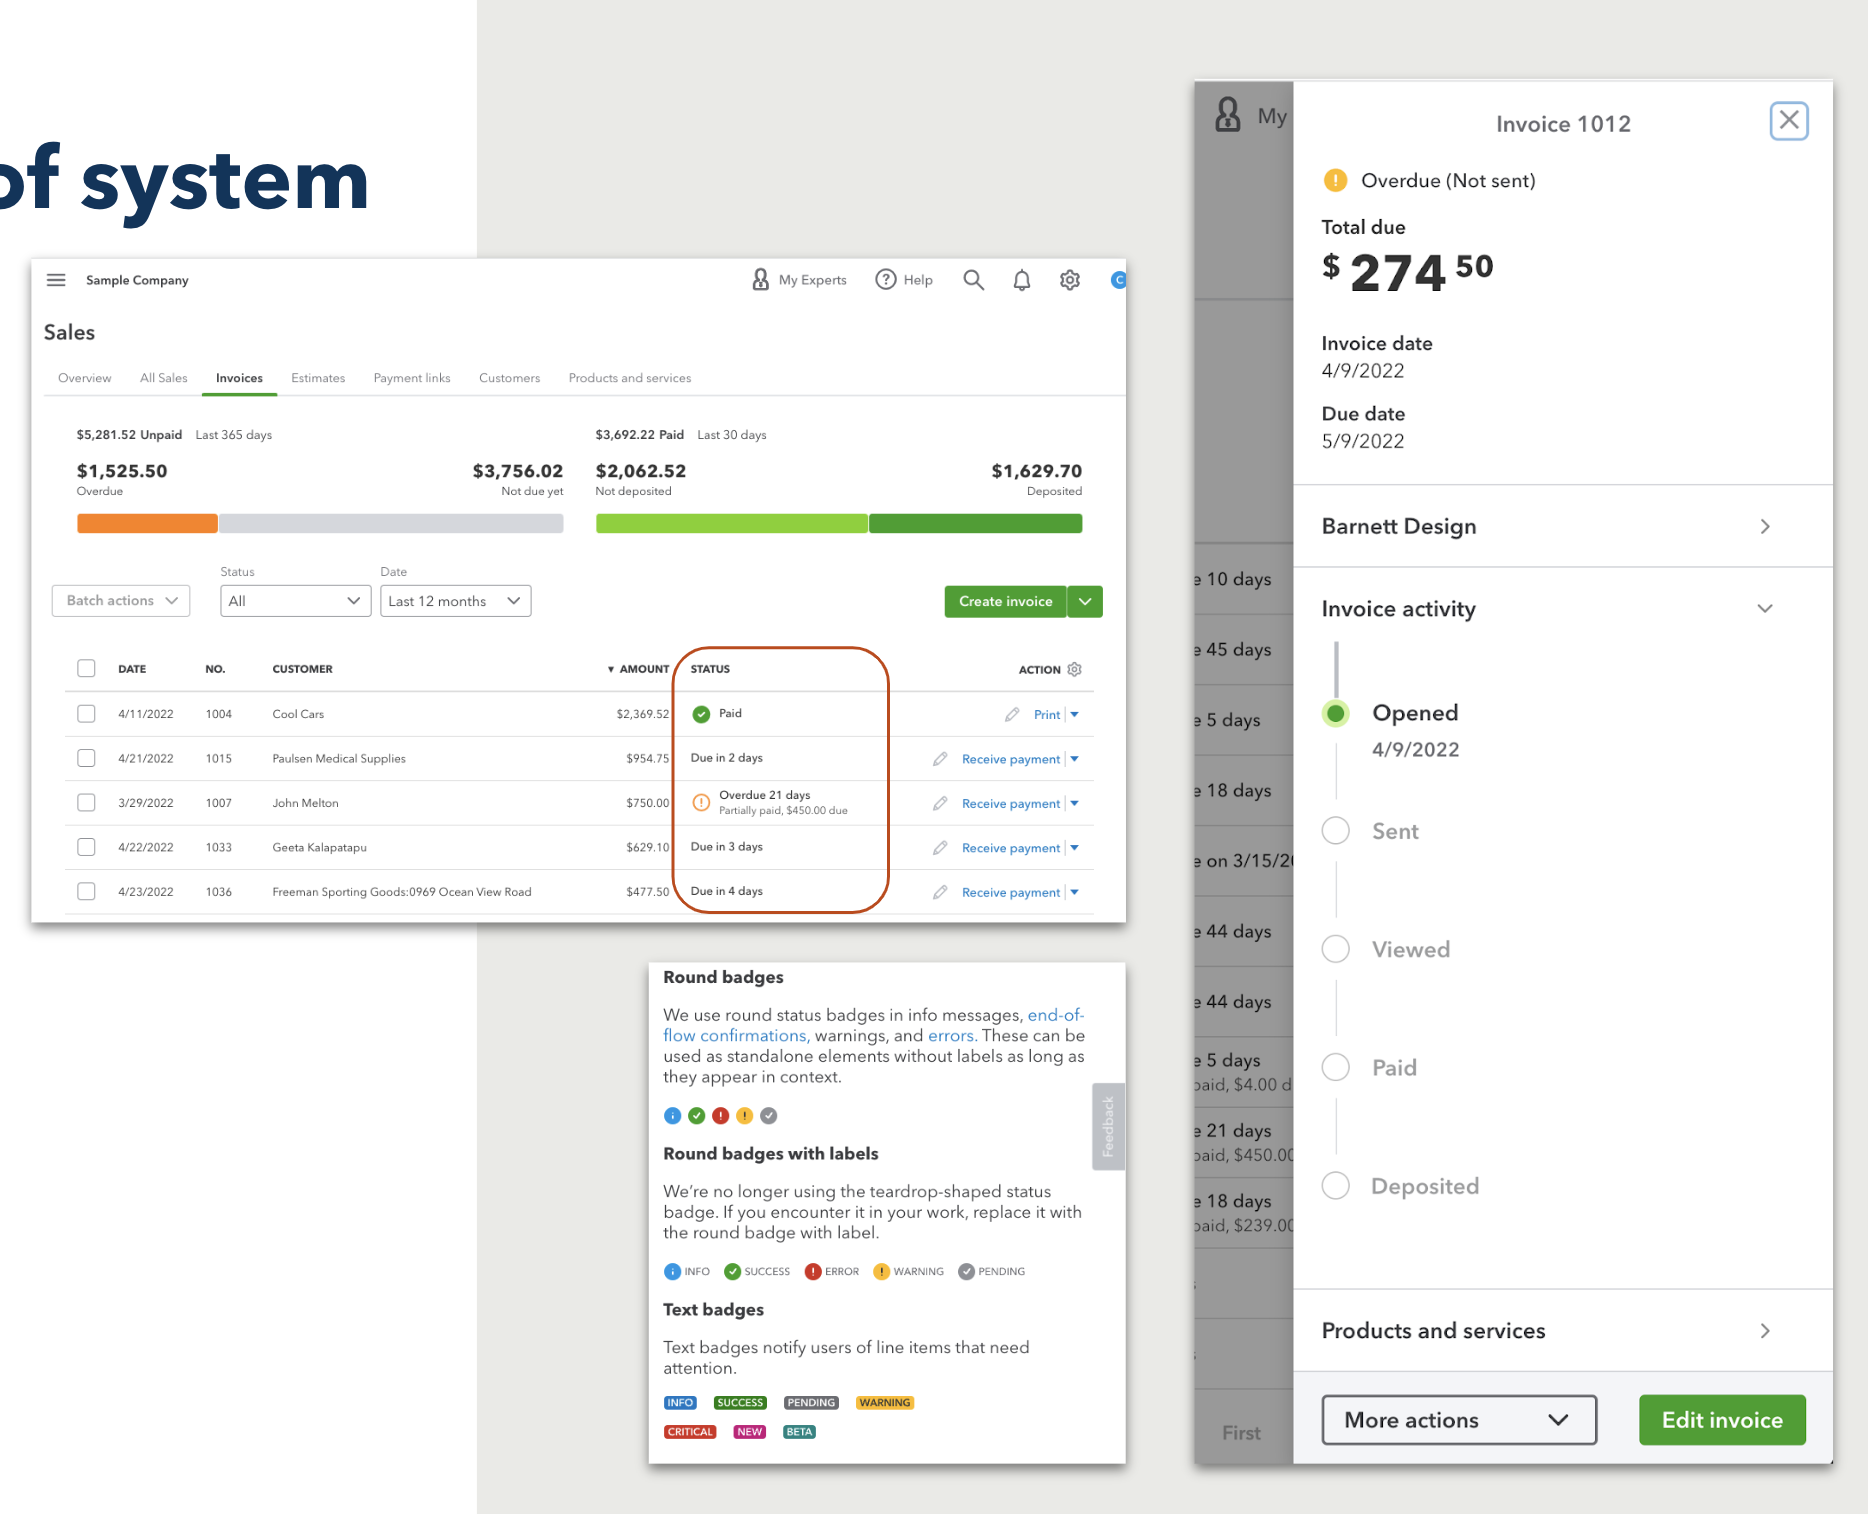 of system
Sample Company
My Experts
Help
C
Sales
Overview All Sales Invoices Estimates Payment links Customers Products and services
$5,281.52 Unpaid Last 365 days
$1,525.50 $3,756.02
Overdue Not due yet
$3,692.22 Paid Last 30 days
$2,062.52 $1,629.70
Not deposited Deposited
Status Date
Batch actions All Last 12 months Create invoice
DATE NO. CUSTOMER ▼ AMOUNT STATUS ACTION
4/11/2022 1004 Cool Cars $2,369.52 Paid Print
4/21/2022 1015 Paulsen Medical Supplies $954.75 Due in 2 days Receive payment
3/29/2022 1007 John Melton $750.00 Overdue 21 days Receive payment
Partially paid, $450.00 due
4/22/2022 1033 Geeta Kalapatapu $629.10 Due in 3 days Receive payment
4/23/2022 1036 Freeman Sporting Goods:0969 Ocean View Road $477.50 Due in 4 days Receive payment
Round badges
We use round status badges in info messages, end-of-
flow confirmations, warnings, and errors. These can be
used as standalone elements without labels as long as
they appear in context.
Feedback
Round badges with labels
We're no longer using the teardrop-shaped status
badge. If you encounter it in your work, replace it with
the round badge with label.
INFO SUCCESS ERROR WARNING PENDING
Text badges
Text badges notify users of line items that need
attention.
INFO SUCCESS PENDING WARNING
CRITICAL NEW BETA
My
e 10 days
e 45 days
e 5 days
e 18 days
e on 3/15/20
e 44 days
e 44 days
e 5 days
paid, $4.00 d
e 21 days
paid, $450.00
e 18 days
paid, $239.00
First
Invoice 1012
Overdue (Not sent)
Total due
$274 50
Invoice date
4/9/2022
Due date
5/9/2022
Barnett Design
Invoice activity
Opened
4/9/2022
Sent
Viewed
Paid
Deposited
Products and services
More actions Edit invoice